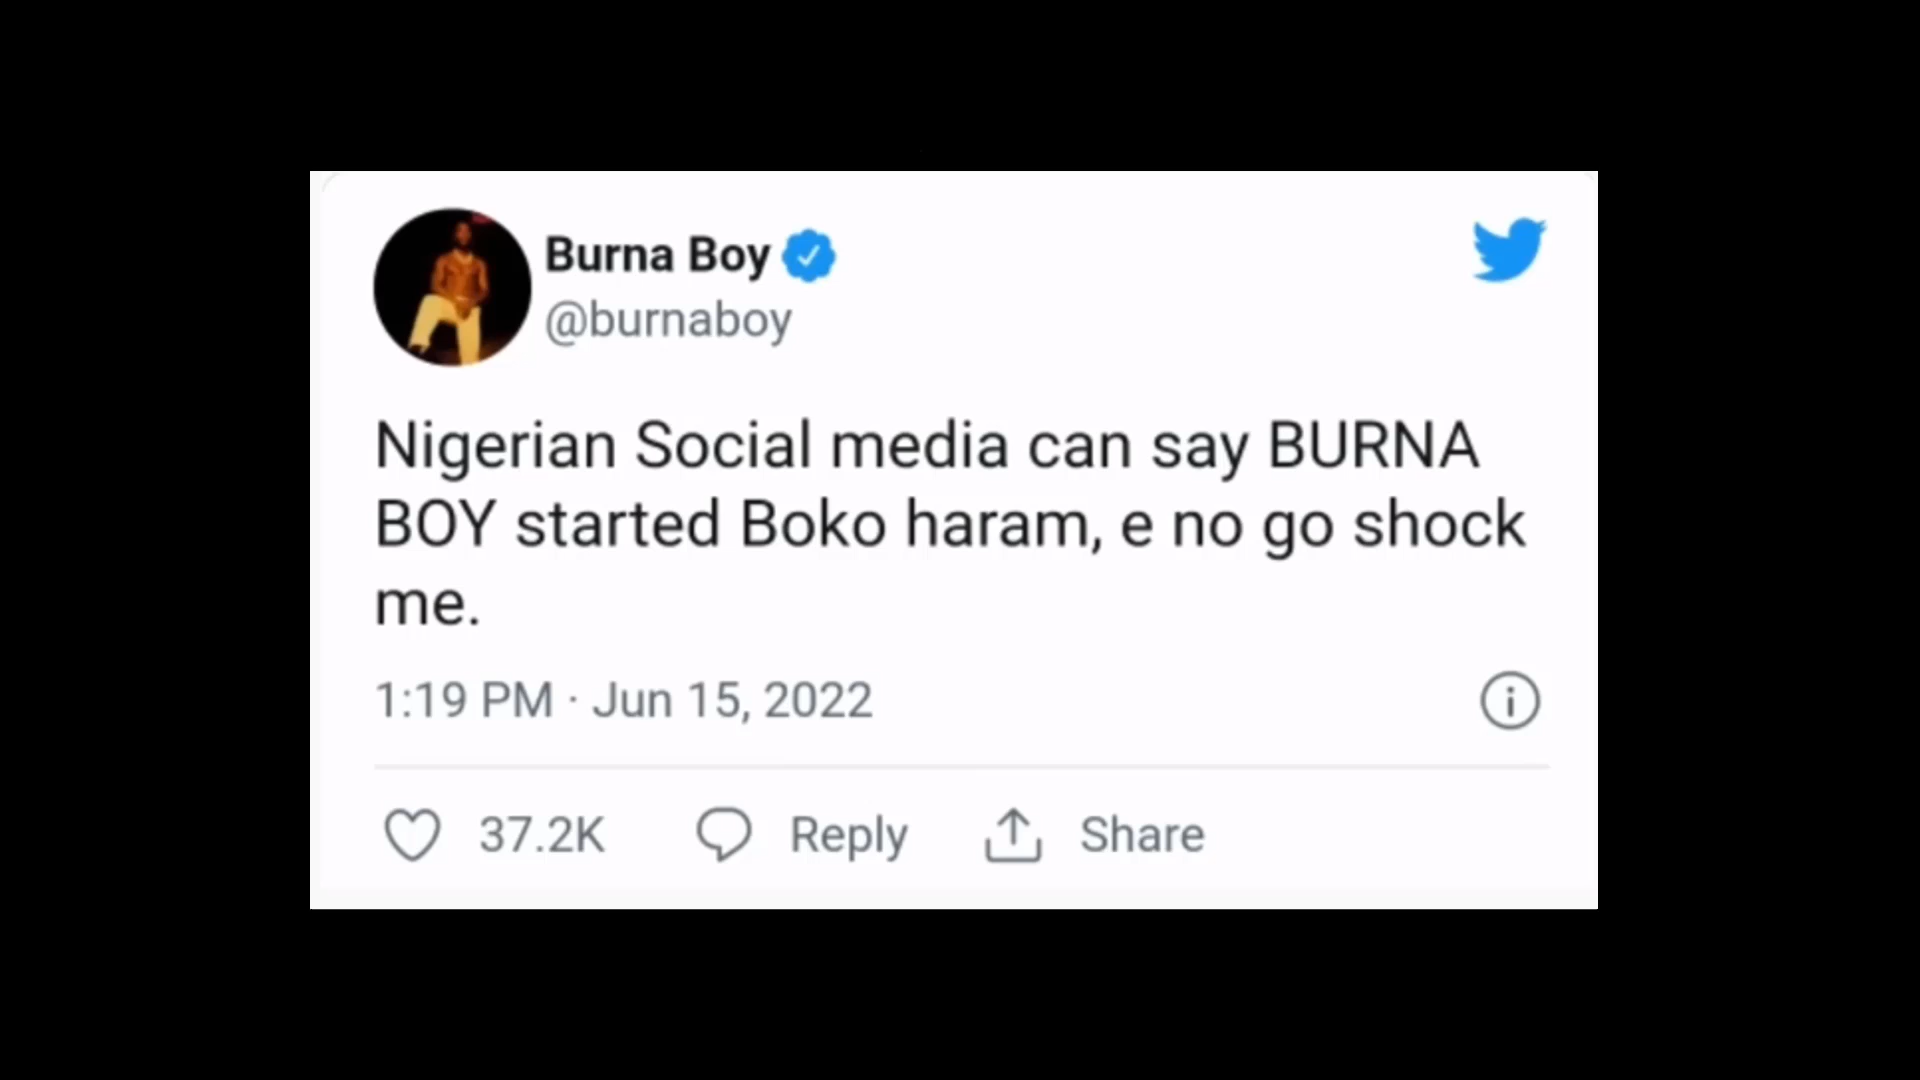 Burna Boy
@burnaboy
Nigerian Social media can say BURNA
BOY started Boko haram, e no go shock
me.
1:19 PM · Jun 15, 2022
37.2K Reply Share